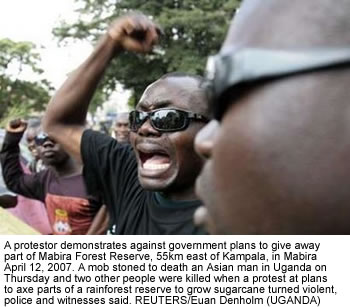 A protestor demonstrates against government plans to give away
part of Mabira Forest Reserve, 55km east of Kampala, in Mabira
April 12, 2007. A mob stoned to death an Asian man in Uganda on
Thursday and two other people were killed when a protest at plans
to axe parts of a rainforest reserve to grow sugarcane turned violent,
police and witnesses said. REUTERS/Euan Denholm (UGANDA)